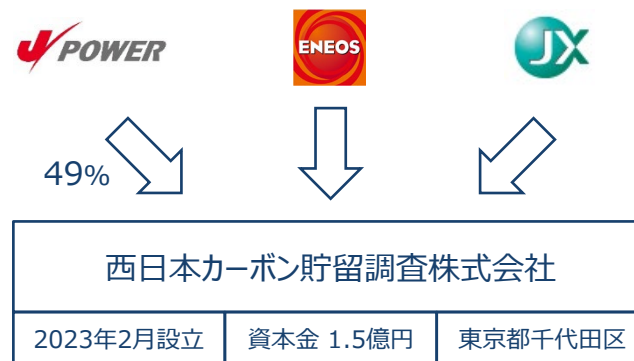 J POWER
ENEOS
JX
49%
西日本カーボン貯留調査株式会社
2023年2月設立
資本金 1.5億円
東京都千代田区